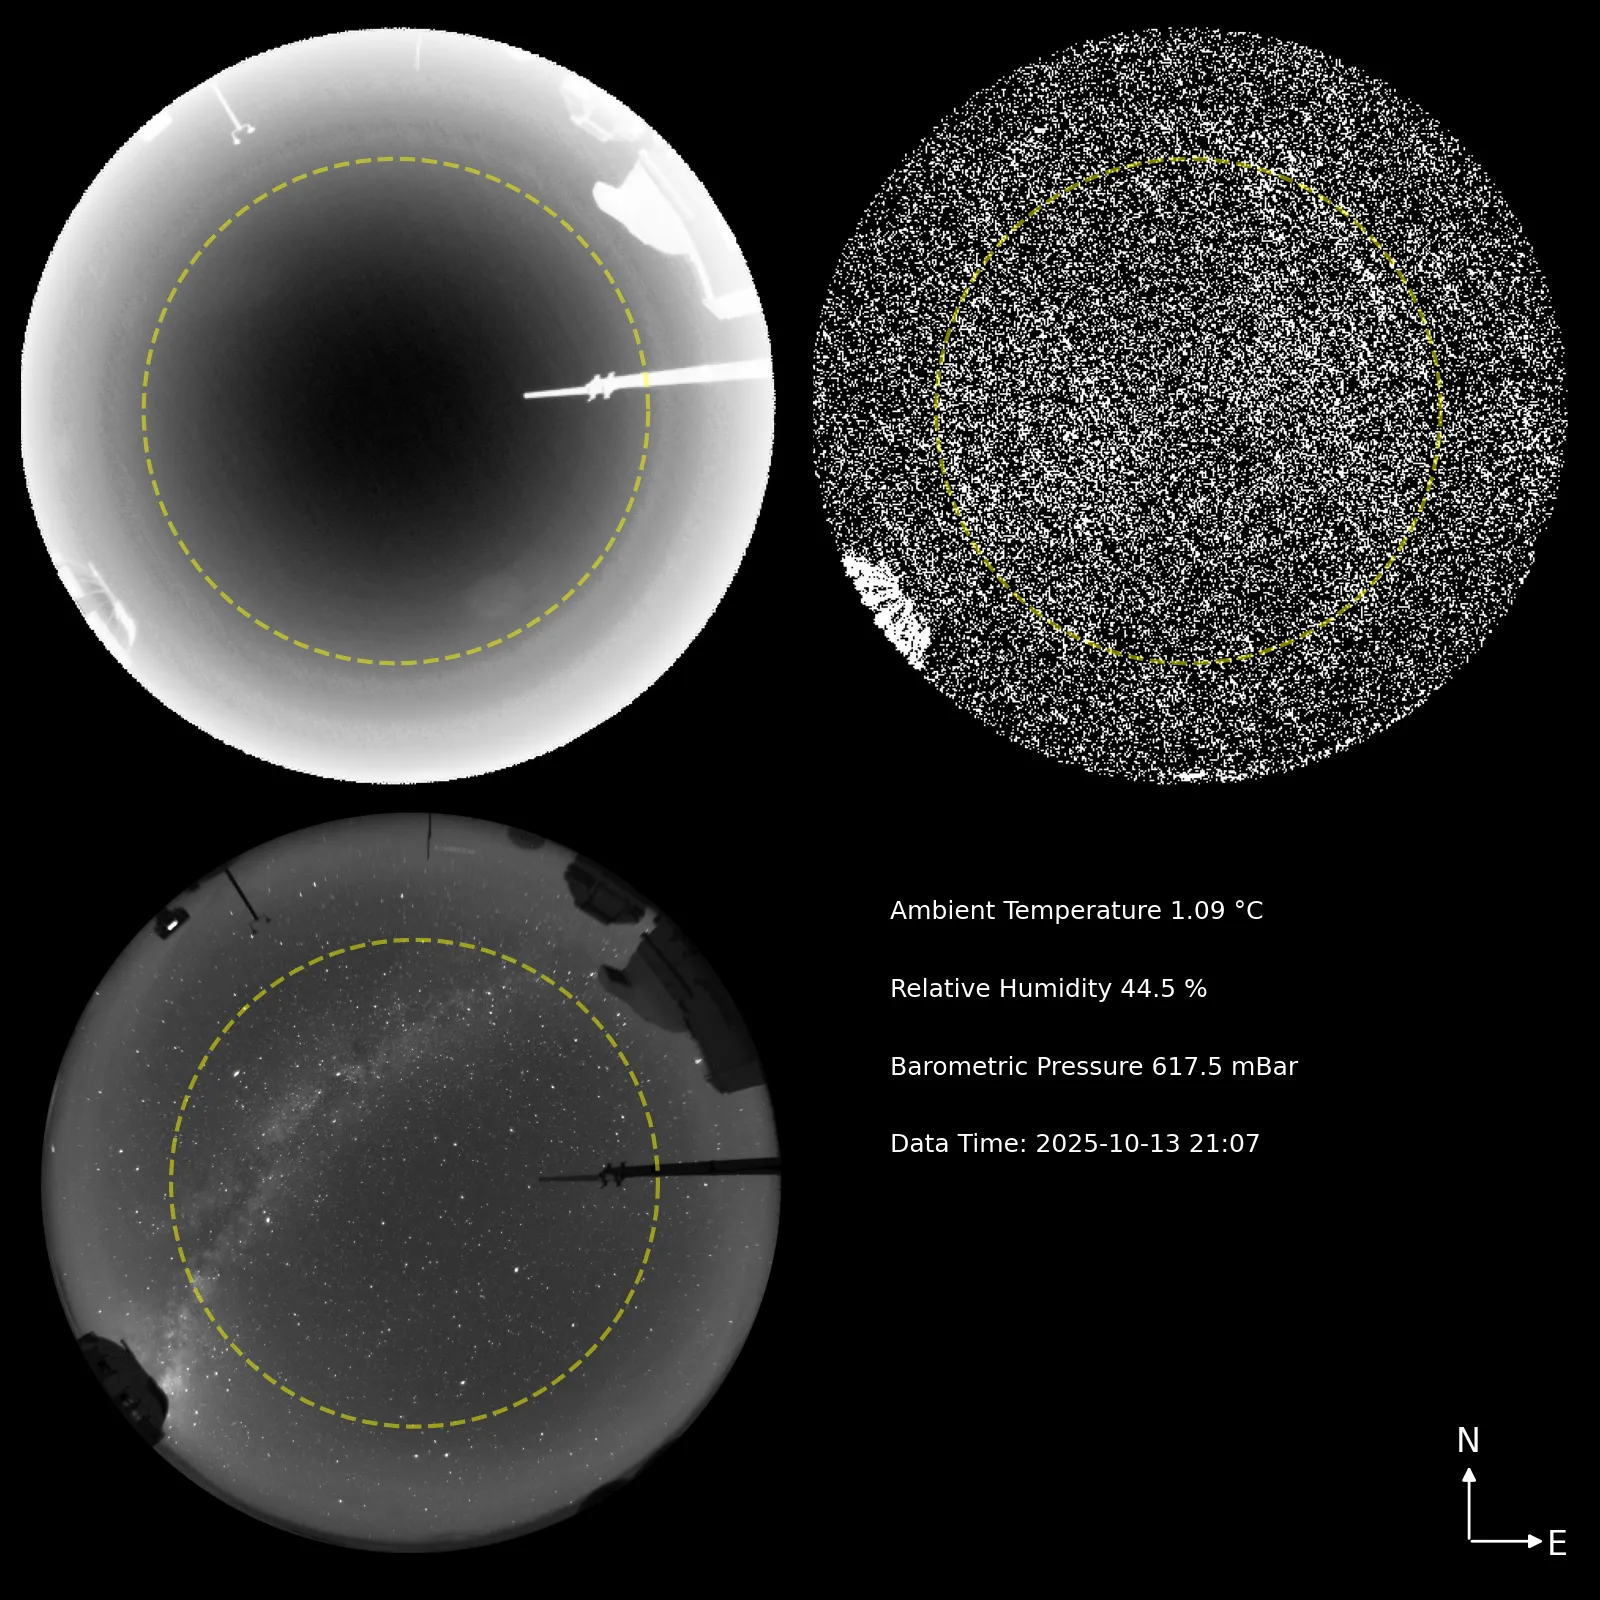 Ambient Temperature 1.09 °C
Relative Humidity 44.5 %
Barometric Pressure 617.5 mBar
Data Time: 2025-10-13 21:07
N
E